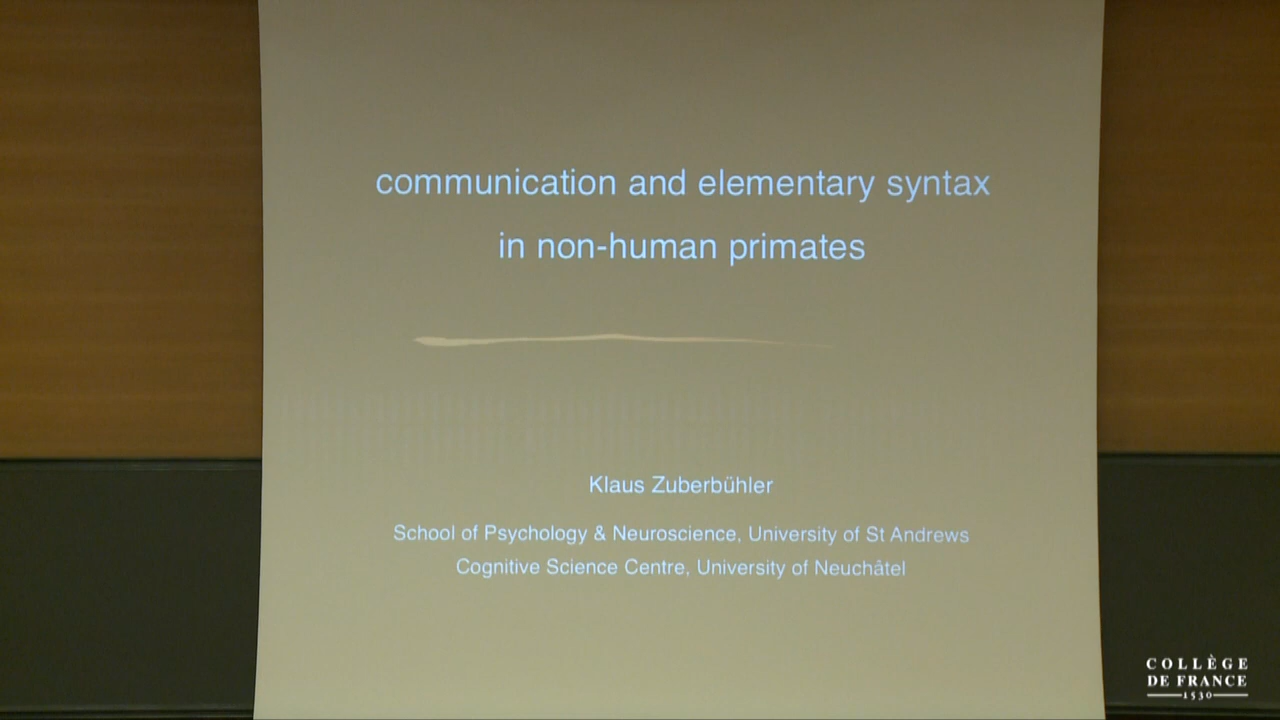 communication and elementary syntax
in non-human primates
Klaus Zuberbühler
School of Psychology & Neuroscience, University of St Andrews
Cognitive Science Centre, University of Neuchâtel
COLLÈGE
DE FRANCE
1530